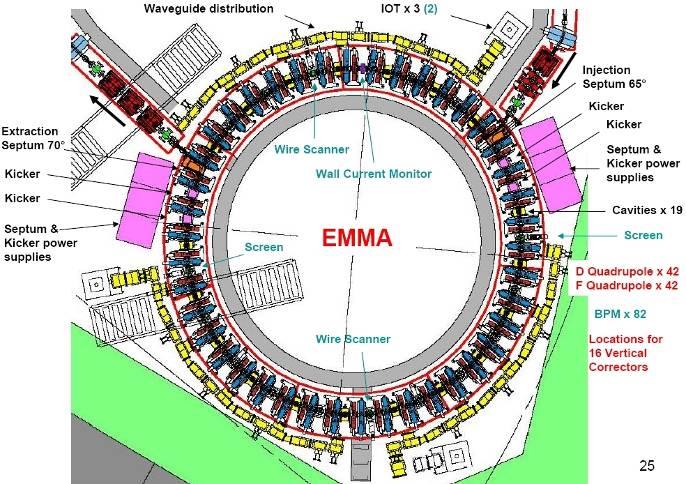 Waveguide distribution
IOT x 3 (2)
Injection
Septum 65°
Kicker
Kicker
Septum &
Kicker power
supplies
Cavities x 19
Screen
D Quadrupole x 42
F Quadrupole x 42
BPM x 82
Locations for
16 Vertical
Correctors
Extraction
Septum 70°
Kicker
Kicker
Septum &
Kicker power
supplies
Wire Scanner
Wall Current Monitor
EMMA
Screen
Wire Scanner
25